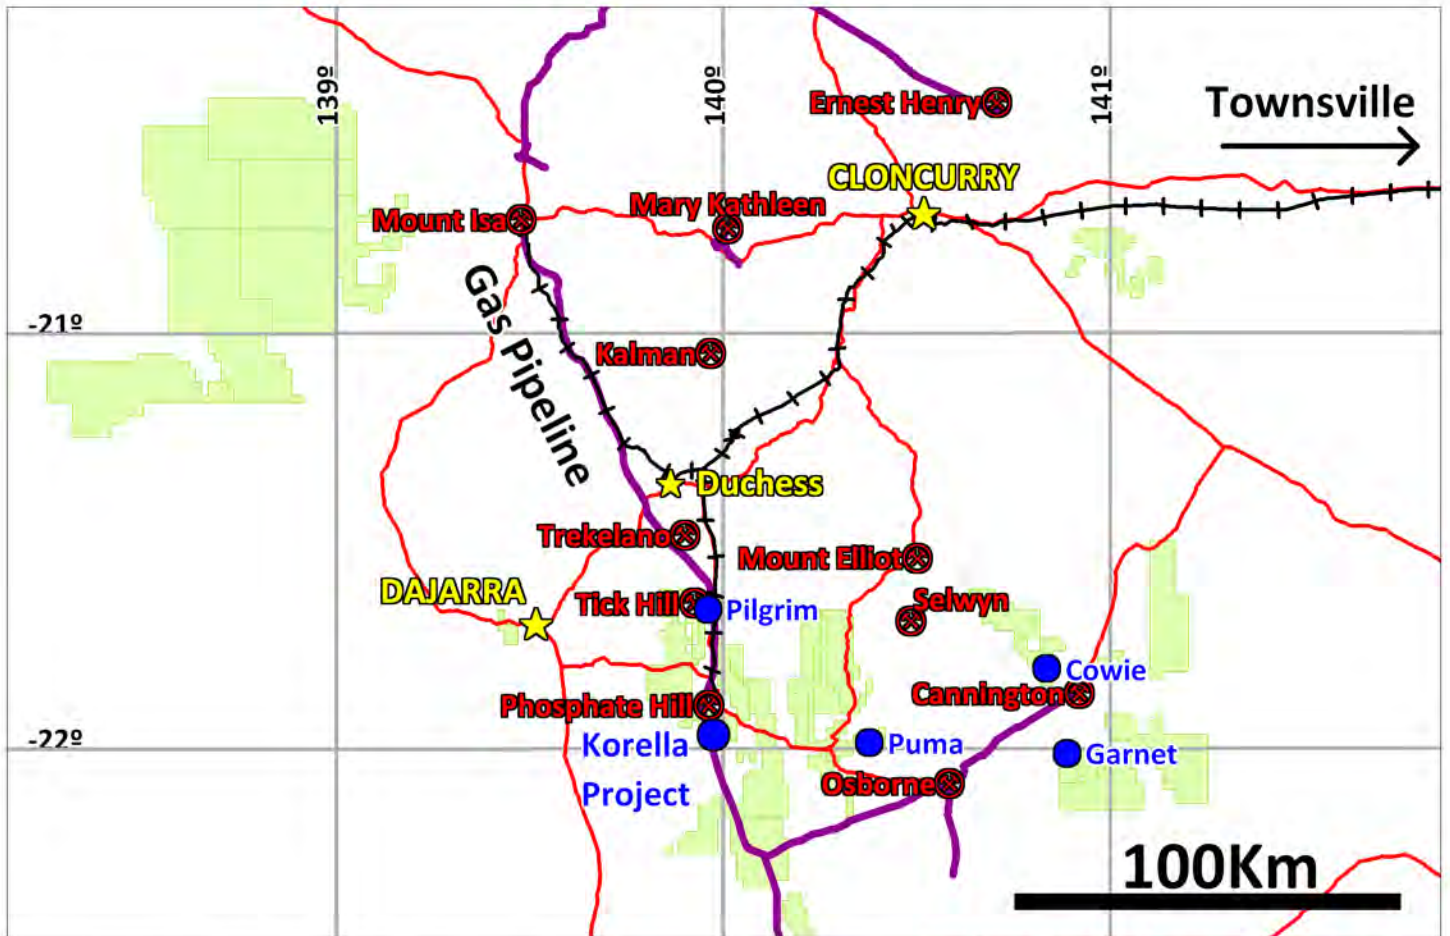 139º
140º
141º
Ernest Henry
Townsville
CLONCURRY
Mount Isa
Mary Kathleen
Gas Pipeline
-21º
Kalman
Duchess
Trekelano
Mount Elliot
DAJARRA
Tick Hill
Pilgrim
Selwyn
Cowie
Cannington
Phosphate Hill
-22º
Korella
Project
Puma
Garnet
Osborne
100Km